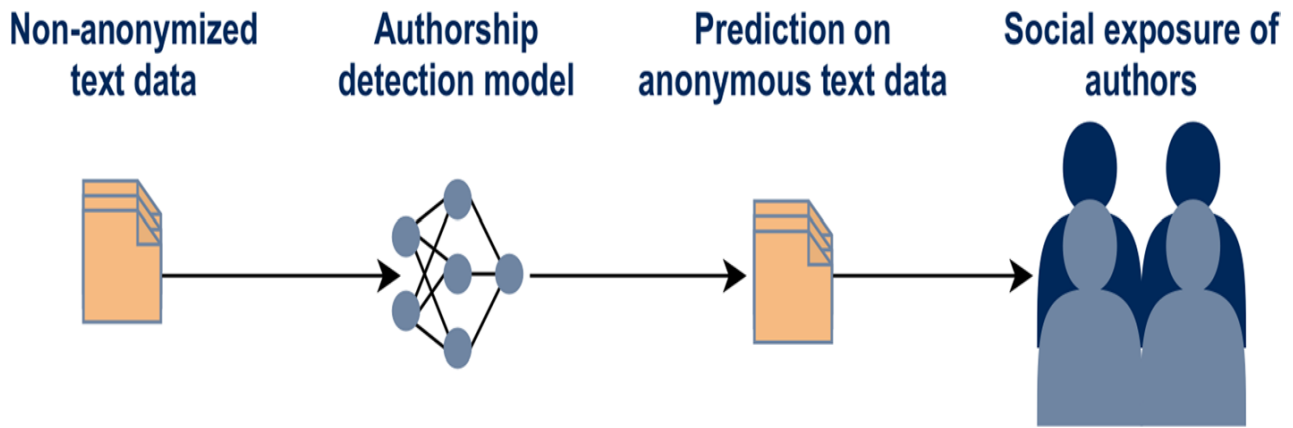 Non-anonymized
text data
Authorship
detection model
Prediction on
anonymous text data
Social exposure of
authors